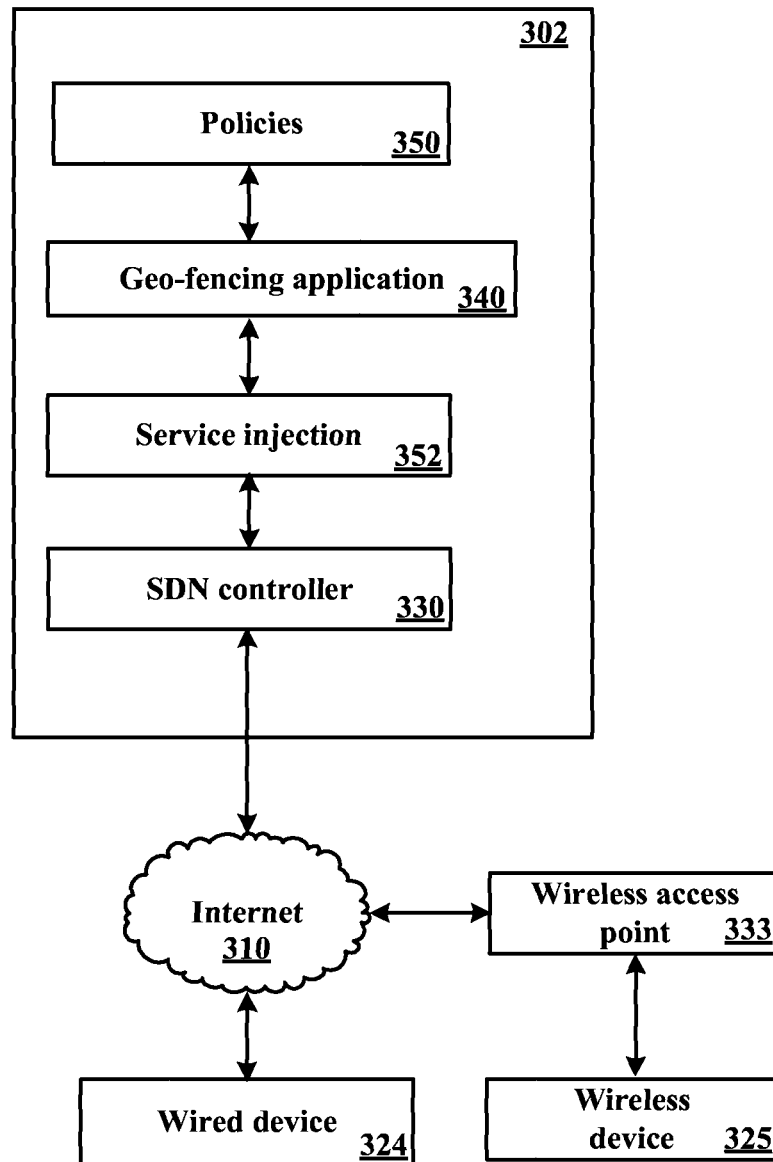 302
Policies
350
Geo-fencing application
340
Service injection
352
SDN controller
330
Internet
310
Wireless access
point 333
Wired device
324
Wireless
device 325